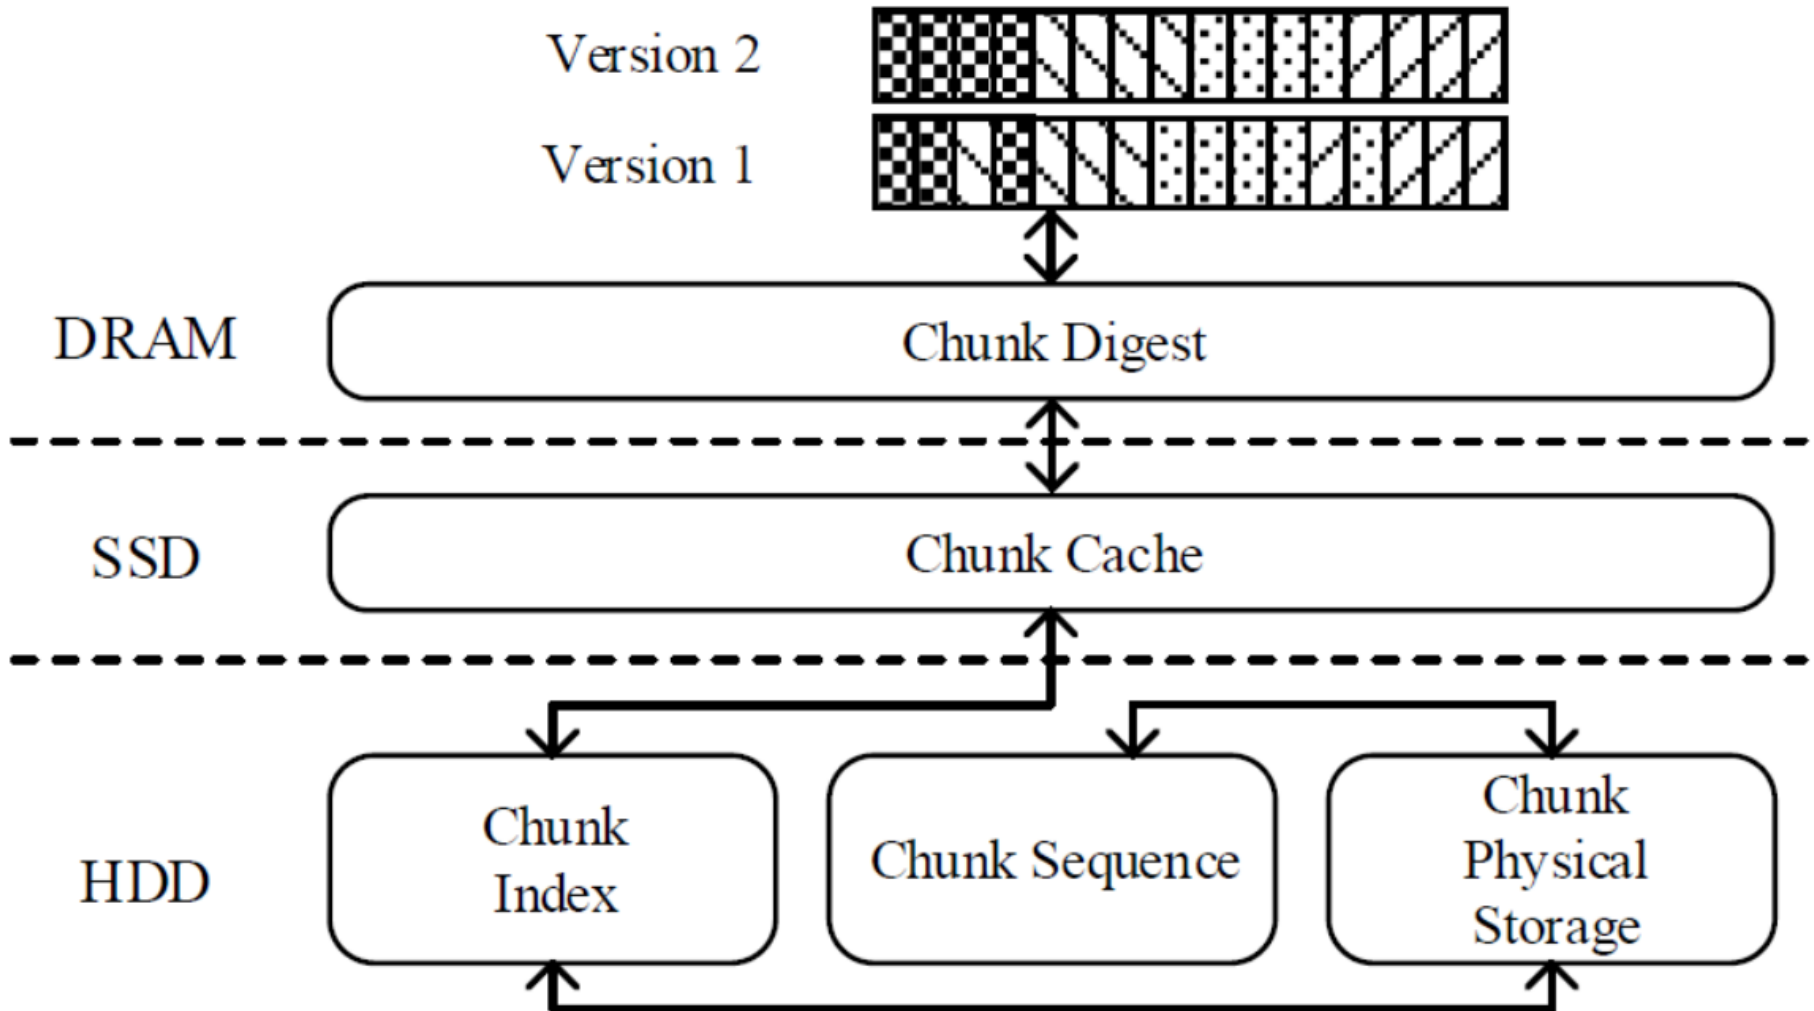 Version 2
Version 1
DRAM
Chunk Digest
SSD
Chunk Cache
HDD
Chunk
Index
Chunk Sequence
Chunk
Physical
Storage